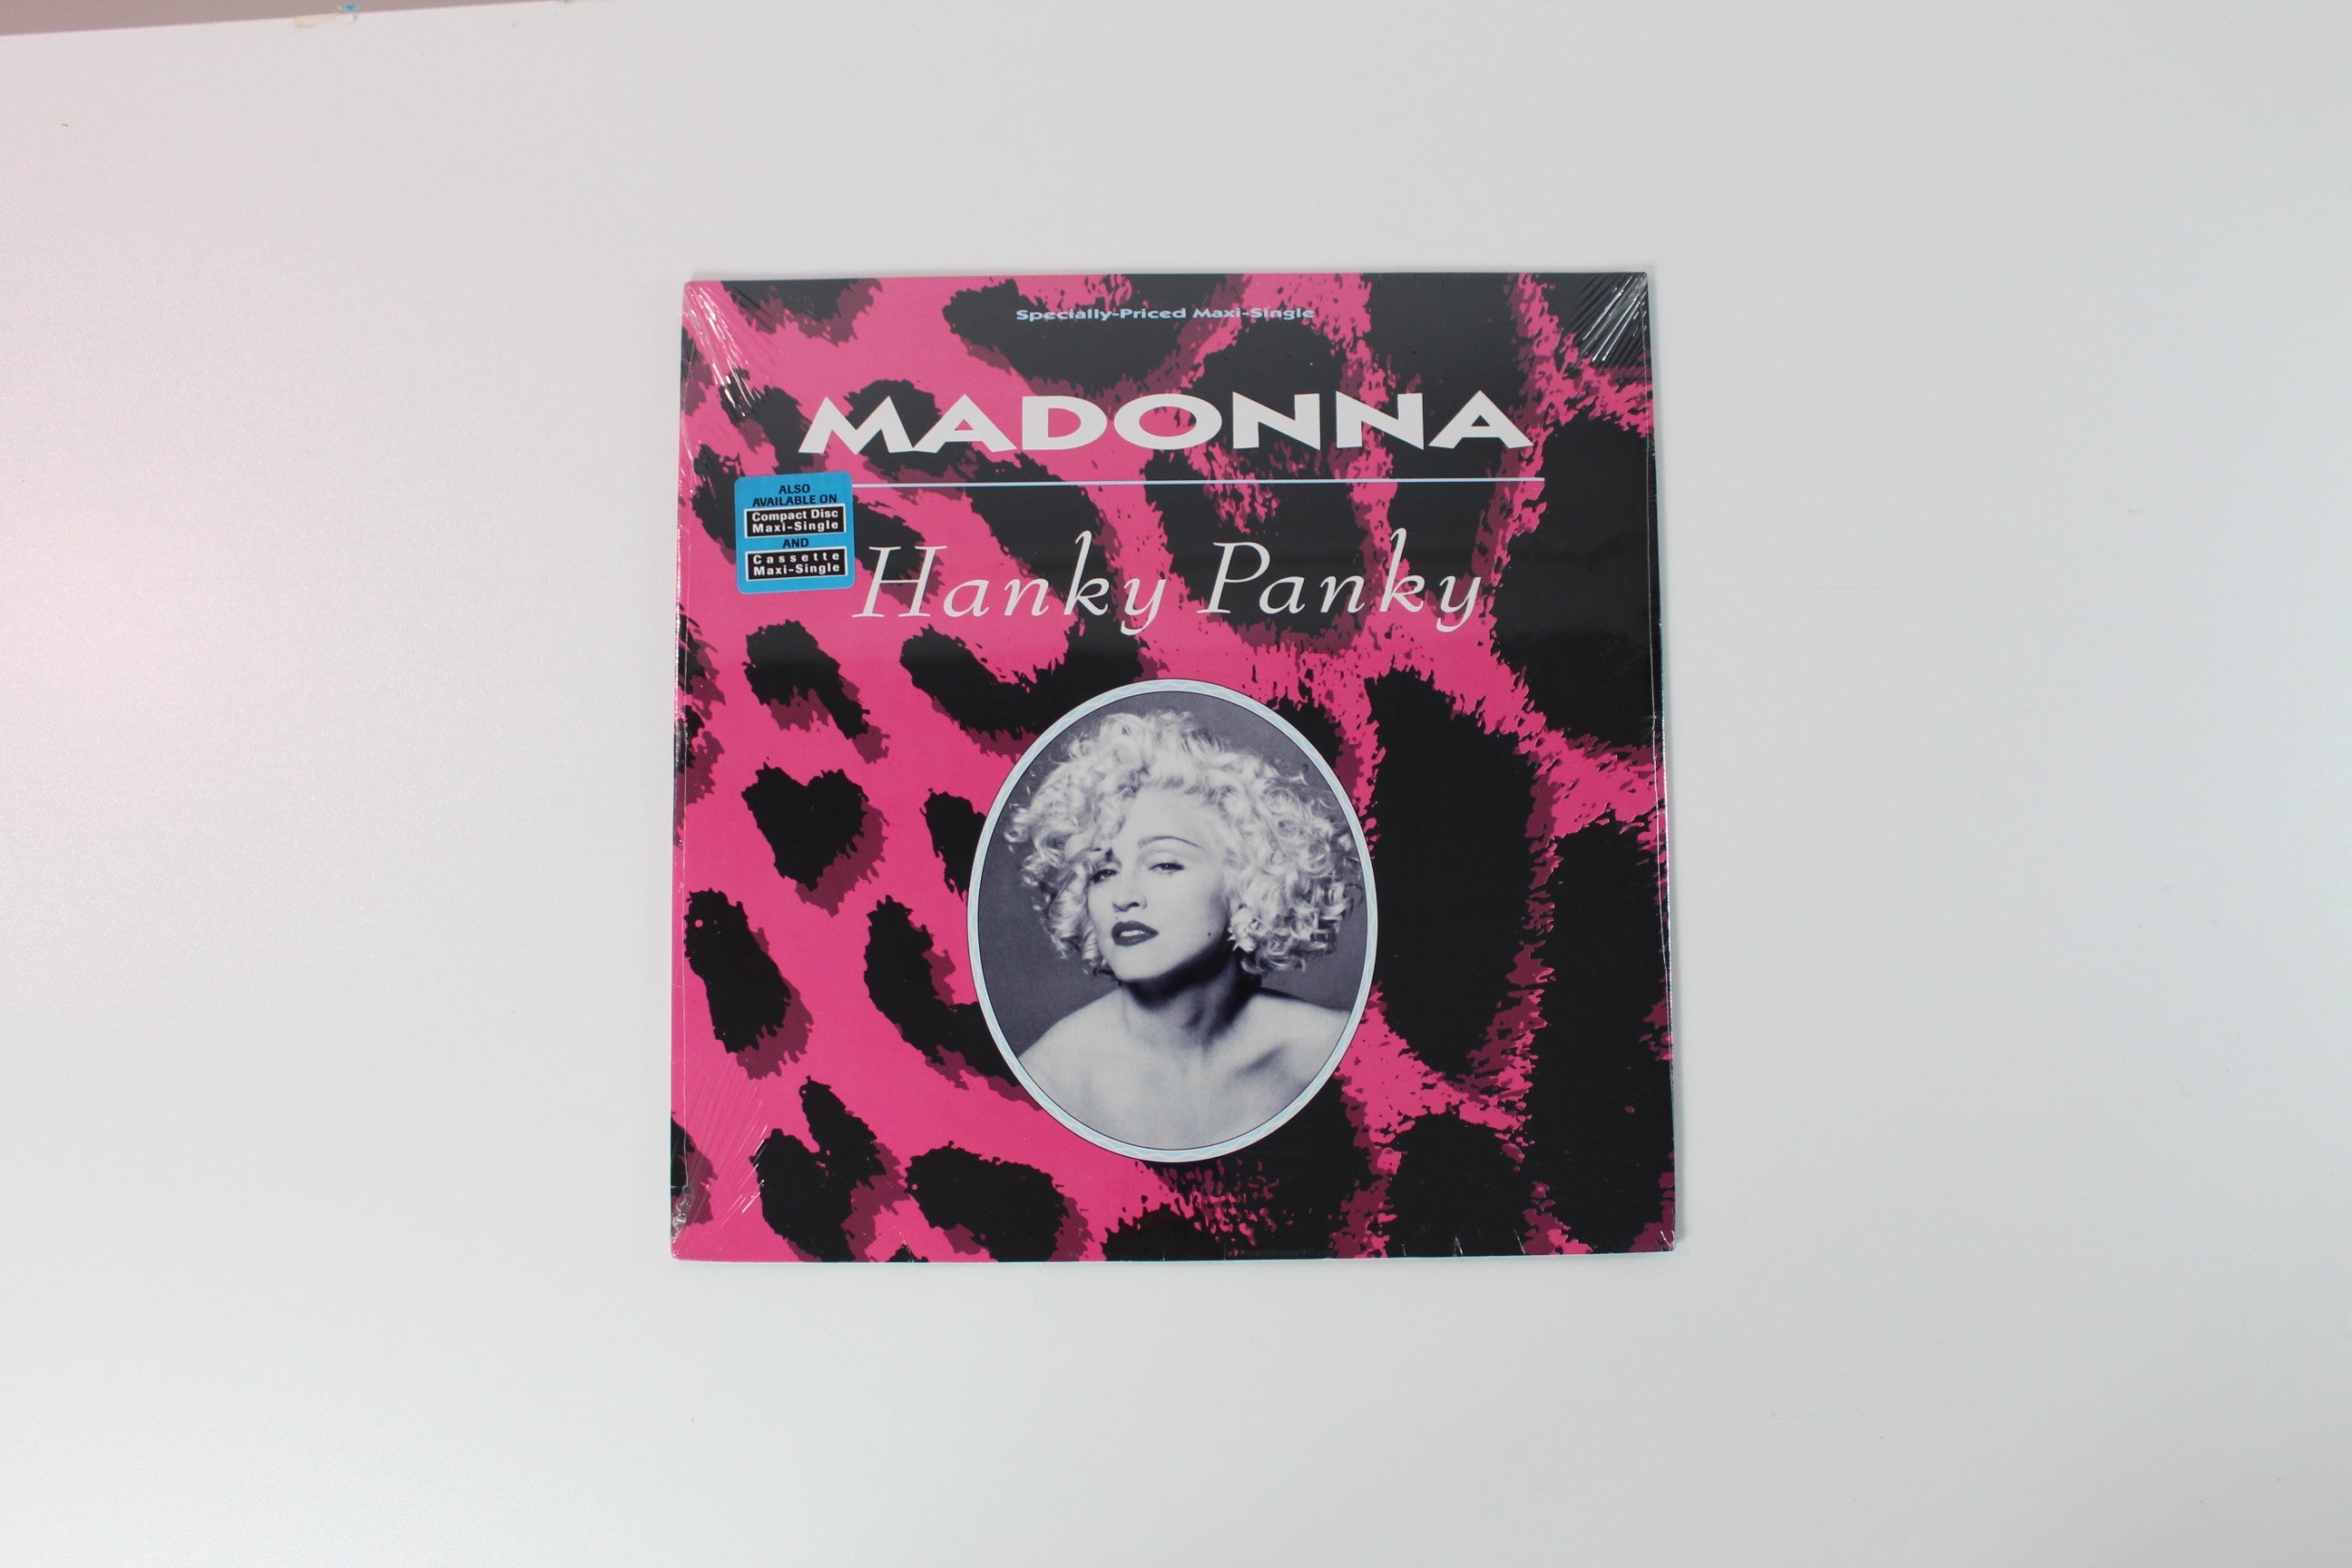 Specially-Priced Maxi-Single
MADONNA
ALSO
AVAILABLE ON
Compact Disc
Maxi-Single
AND
Cassette
Maxi-Single
Hanky Panky